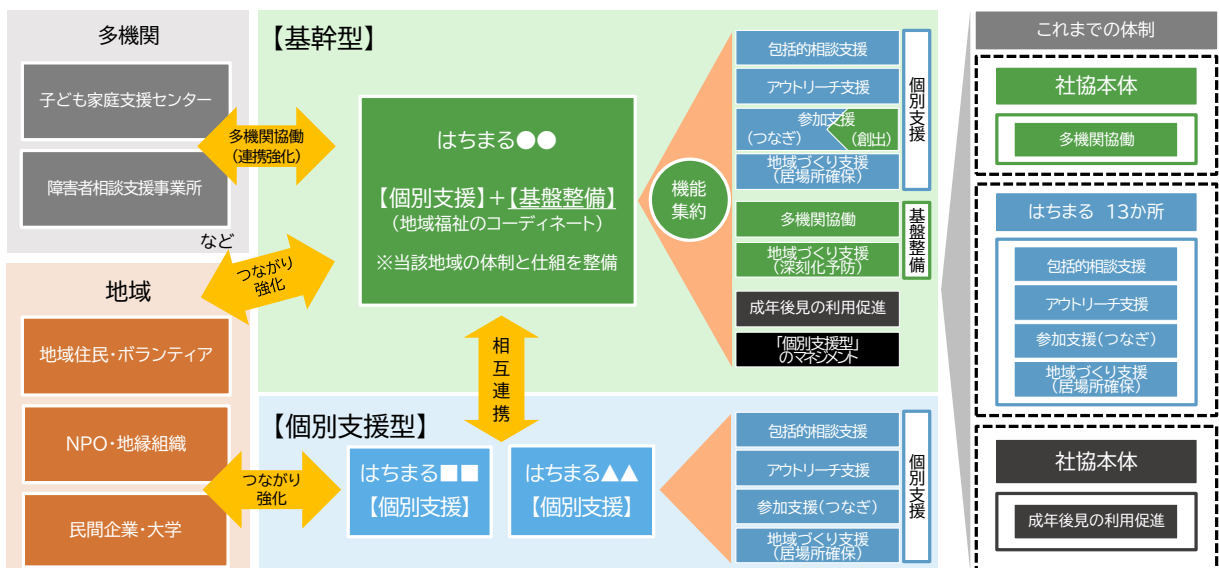 多機関
子ども家庭支援センター
障害者相談支援事業所
など
地域
地域住民・ボランティア
NPO・地縁組織
民間企業・大学
多機関協働
(連携強化)
つながり
強化
つながり
強化
【基幹型】
はちまる●●
【個別支援】+【基盤整備】
(地域福祉のコーディネート)
※当該地域の体制と仕組を整備
相互連携
機能
集約
包括的相談支援
アウトリーチ支援
参加支援
(つなぎ) (創出)
地域づくり支援
(居場所確保)
個別支援
多機関協働
地域づくり支援
(深刻化予防)
基盤整備
成年後見の利用促進
「個別支援型」
のマネジメント
【個別支援型】
はちまる■■
【個別支援】
はちまる▲▲
【個別支援】
包括的相談支援
アウトリーチ支援
参加支援(つなぎ)
地域づくり支援
(居場所確保)
個別支援
これまでの体制
社協本体
多機関協働
はちまる 13か所
包括的相談支援
アウトリーチ支援
参加支援(つなぎ)
地域づくり支援
(居場所確保)
社協本体
成年後見の利用促進